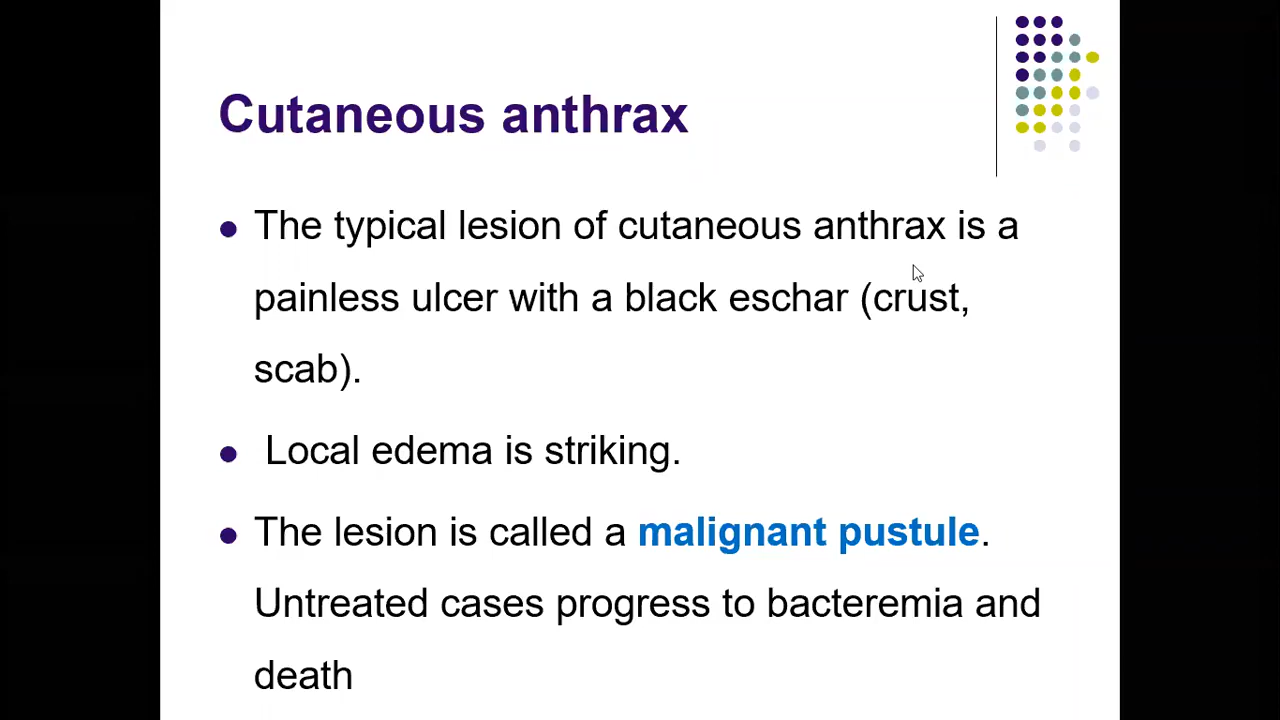 Cutaneous anthrax
The typical lesion of cutaneous anthrax is a
painless ulcer with a black eschar (crust,
scab).
Local edema is striking.
The lesion is called a malignant pustule.
Untreated cases progress to bacteremia and
death